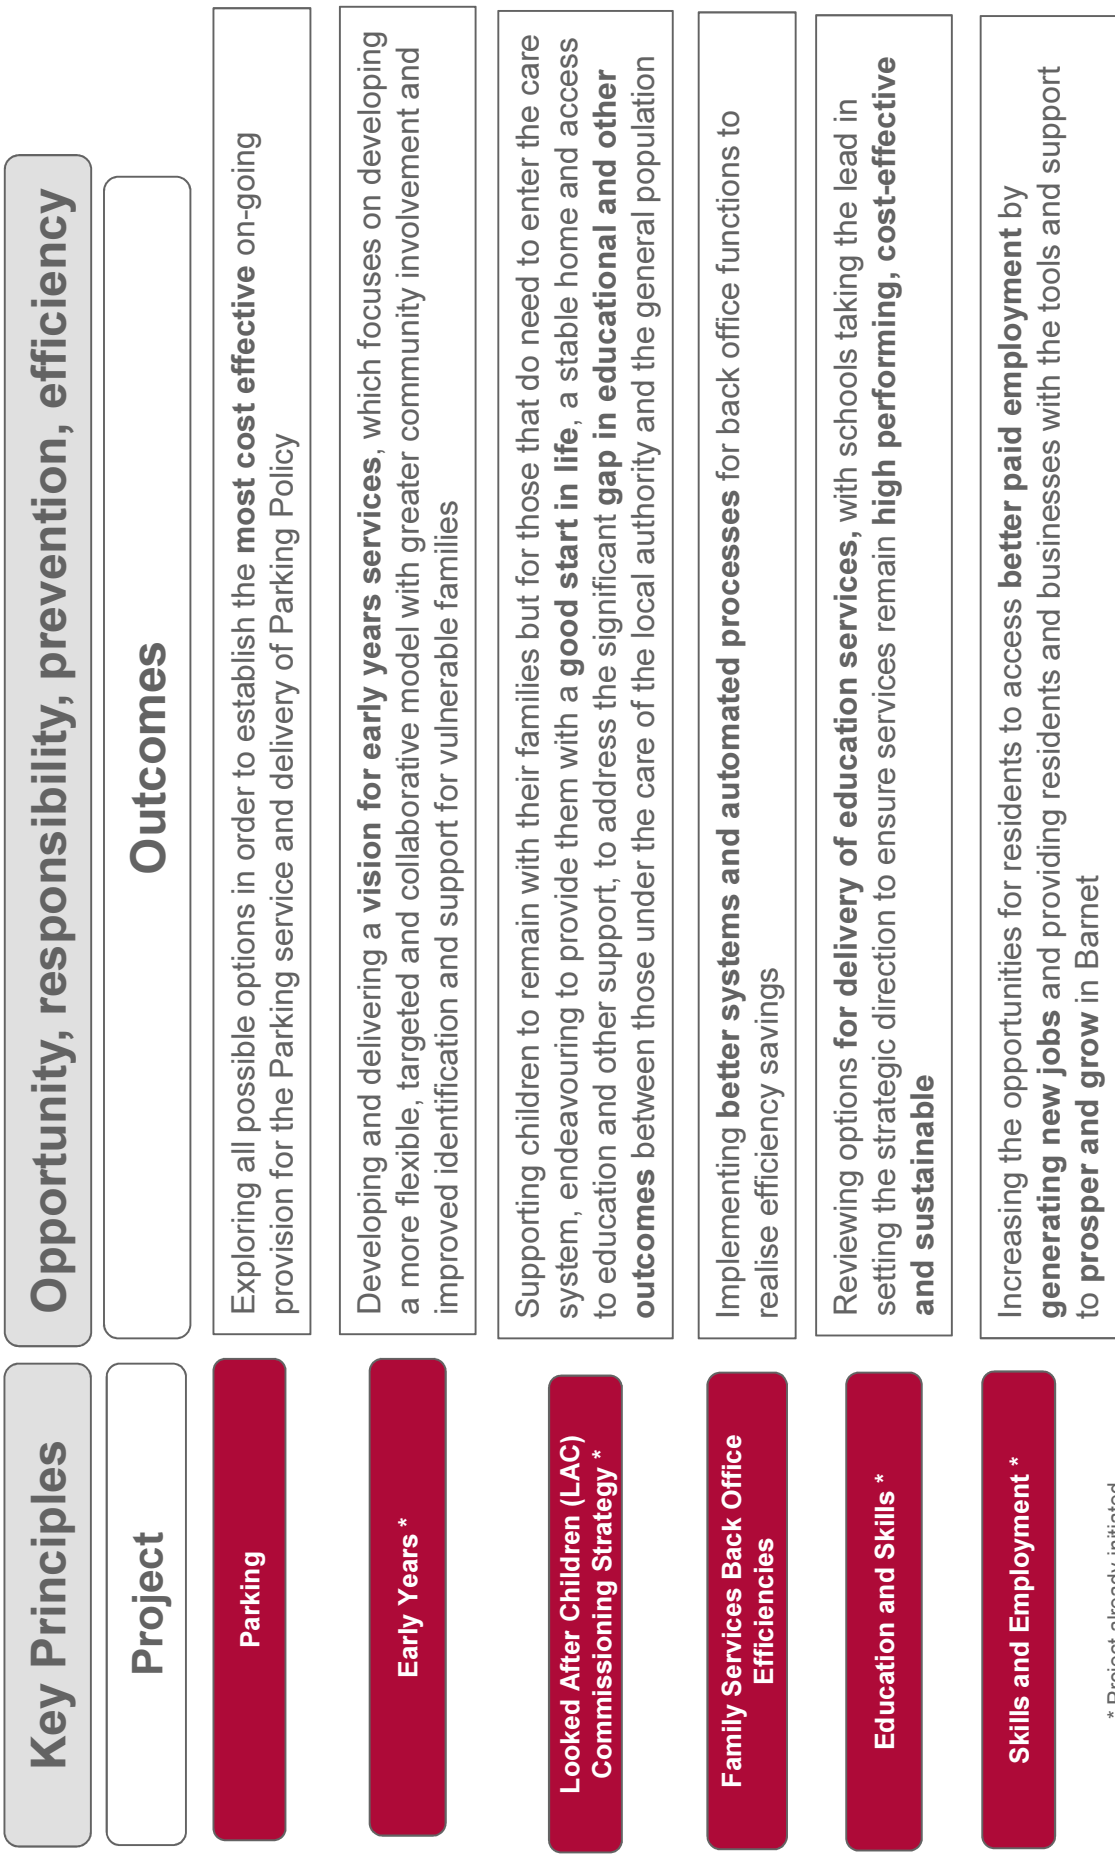 Key Principles
Opportunity, responsibility, prevention, efficiency
Project
Outcomes
Parking
Exploring all possible options in order to establish the most cost effective on-going
provision for the Parking service and delivery of Parking Policy
Early Years *
Developing and delivering a vision for early years services, which focuses on developing
a more flexible, targeted and collaborative model with greater community involvement and
improved identification and support for vulnerable families
Looked After Children (LAC)
Commissioning Strategy *
Supporting children to remain with their families but for those that do need to enter the care
system, endeavouring to provide them with a good start in life, a stable home and access
to education and other support, to address the significant gap in educational and other
outcomes between those under the care of the local authority and the general population
Family Services Back Office
Efficiencies
Implementing better systems and automated processes for back office functions to
realise efficiency savings
Education and Skills *
Reviewing options for delivery of education services, with schools taking the lead in
setting the strategic direction to ensure services remain high performing, cost-effective
and sustainable
Skills and Employment *
Increasing the opportunities for residents to access better paid employment by
generating new jobs and providing residents and businesses with the tools and support
to prosper and grow in Barnet
* Project already initiated